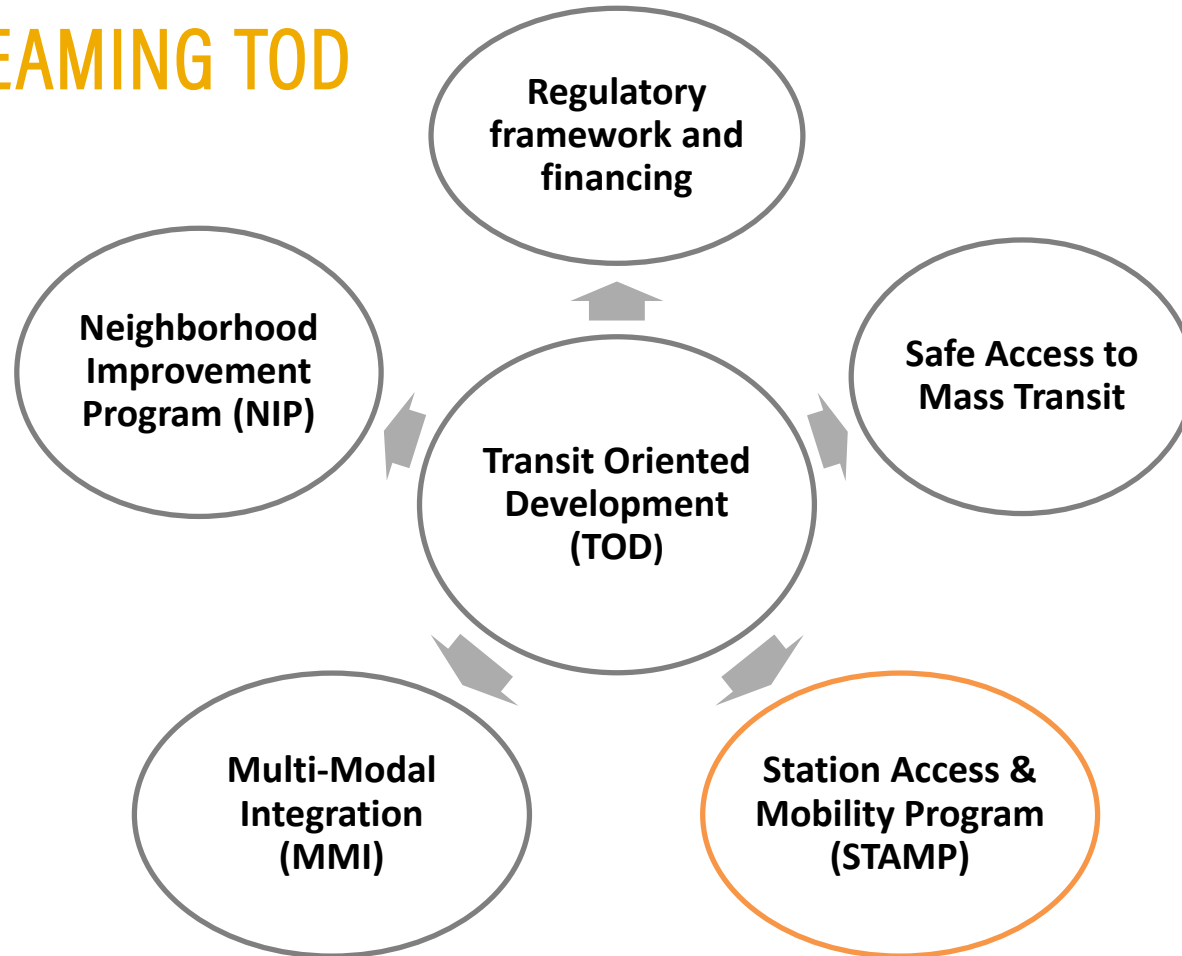 EAMING TOD
Regulatory
framework and
financing
Neighborhood
Improvement
Program (NIP)
Safe Access to
Mass Transit
Transit Oriented
Development
(TOD)
Multi-Modal
Integration
(MMI)
Station Access &
Mobility Program
(STAMP)